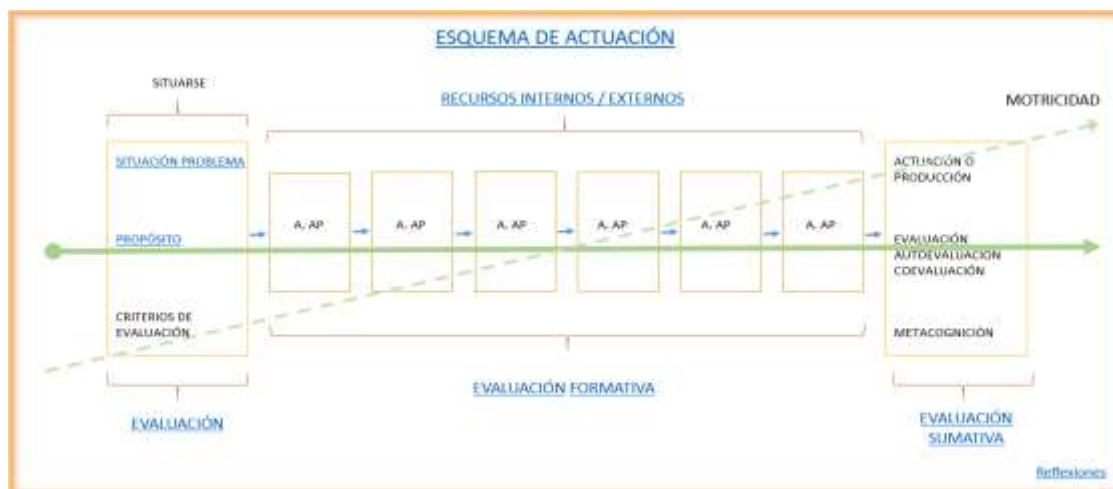 ESQUEMA DE ACTUACIÓN
SITUARSE
RECURSOS INTERNOS / EXTERNOS
MOTRICIDAD
SITUACIÓN PROBLEMA
PROPÓSITO
CRITERIOS DE
EVALUACIÓN
A. AP
A. AP
A. AP
A. AP
A. AP
A. AP
ACTUACIÓN O
PRODUCCIÓN
EVALUACIÓN
AUTOEVALUACION
COEVALUACIÓN
METACOGNICIÓN
EVALUACIÓN
EVALUACIÓN FORMATIVA
EVALUACIÓN
SUMATIVA
Reflexiones